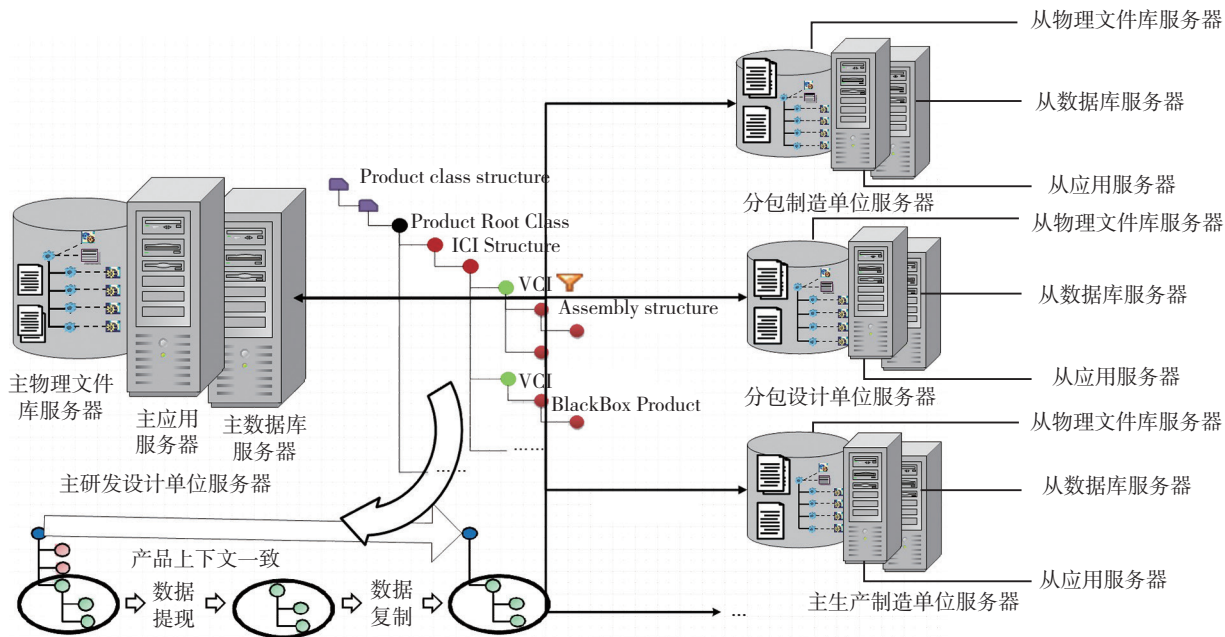 从物理文件库服务器
从数据库服务器
从应用服务器
分包制造单位服务器
从物理文件库服务器
从数据库服务器
从应用服务器
分包设计单位服务器
从物理文件库服务器
从数据库服务器
从应用服务器
主生产制造单位服务器
...
Product class structure
Product Root Class
ICI Structure
VCI
Assembly structure
VCI
BlackBox Product
……
……
主物理文件
库服务器
主应用
服务器
主数据库
服务器
主研发设计单位服务器
产品上下文一致
数据
提现
数据
复制